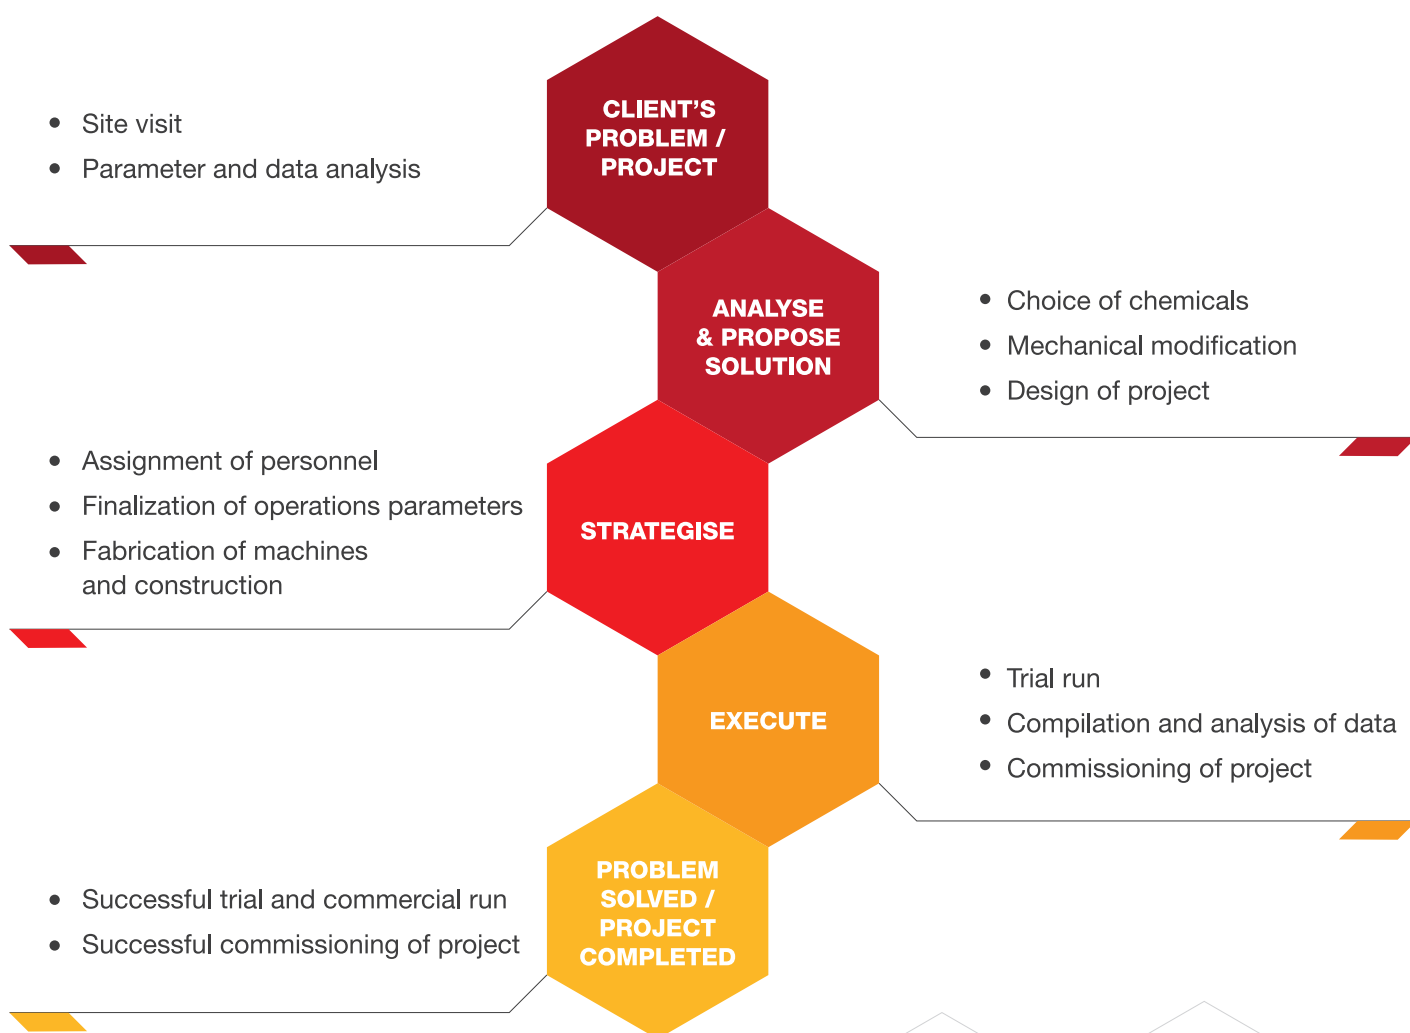 CLIENT'S
PROBLEM /
PROJECT
• Site visit
• Parameter and data analysis
ANALYSE
& PROPOSE
SOLUTION
• Choice of chemicals
• Mechanical modification
• Design of project
STRATEGISE
• Assignment of personnel
• Finalization of operations parameters
• Fabrication of machines
and construction
EXECUTE
• Trial run
• Compilation and analysis of data
• Commissioning of project
PROBLEM
SOLVED /
PROJECT
COMPLETED
• Successful trial and commercial run
• Successful commissioning of project